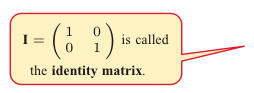 I = ( 1 0
0 1 ) is called
the identity matrix.